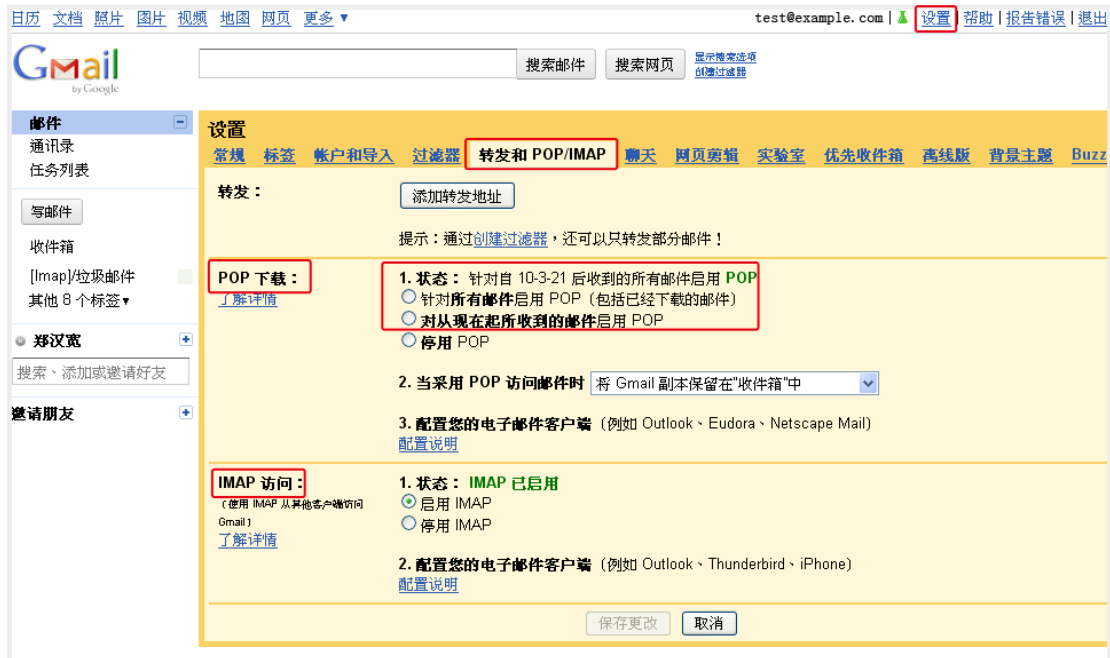 日历 文档 照片 图片 视频 地图 网页 更多 ▼ test@example.com | 设置 | 帮助 | 报告错误 | 退出
Gmail
by Google
搜索邮件 搜索网页 显示搜索选项
创建过滤器
邮件
通讯录
任务列表
写邮件
收件箱
[Imap]/垃圾邮件
其他 8 个标签▼
郑汉宽
搜索、添加或邀请好友
邀请朋友
设置
常规 标签 帐户和导入 过滤器 转发和 POP/IMAP 聊天 网页剪辑 实验室 优先收件箱 离线版 背景主题 Buzz
转发：
添加转发地址
提示：通过创建过滤器，还可以只转发部分邮件！
POP 下载：
了解详情
1. 状态： 针对自 10-3-21 后收到的所有邮件启用 POP
针对所有邮件启用 POP（包括已经下载的邮件）
对从现在起所收到的邮件启用 POP
停用 POP
2. 当采用 POP 访问邮件时 将 Gmail 副本保留在"收件箱"中
3. 配置您的电子邮件客户端（例如 Outlook、Eudora、Netscape Mail）
配置说明
IMAP 访问：
（使用 IMAP 从其他客户端访问
Gmail）
了解详情
1. 状态： IMAP 已启用
启用 IMAP
停用 IMAP
2. 配置您的电子邮件客户端（例如 Outlook、Thunderbird、iPhone）
配置说明
保存更改 取消